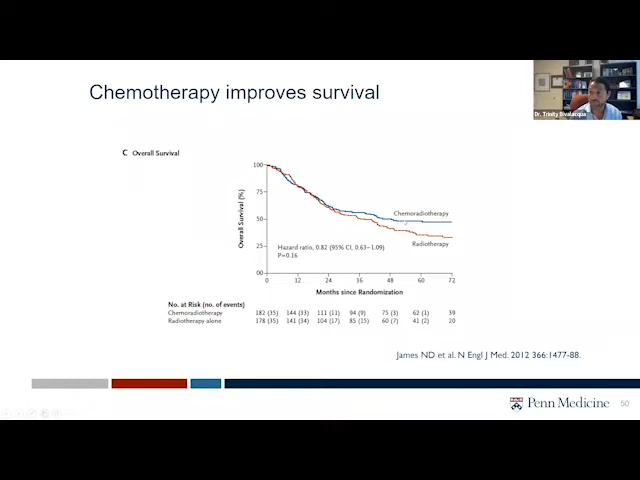 Chemotherapy improves survival
Dr. Trinity Bivalacqua
C Overall Survival
Overall Survival (%)
100
75
50
25
00
Chemoradiotherapy
Radiotherapy
Hazard ratio, 0.82 (95% CI, 0.63–1.09)
P=0.16
0 12 24 36 48 60 72
Months since Randomization
No. at Risk (no. of events)
Chemoradiotherapy 182 (35) 144 (33) 111 (11) 94 (9) 75 (3) 62 (1) 39
Radiotherapy alone 178 (35) 141 (34) 104 (17) 85 (15) 60 (7) 41 (2) 20
James ND et al. N Engl J Med. 2012 366:1477-88.
Penn Medicine
50